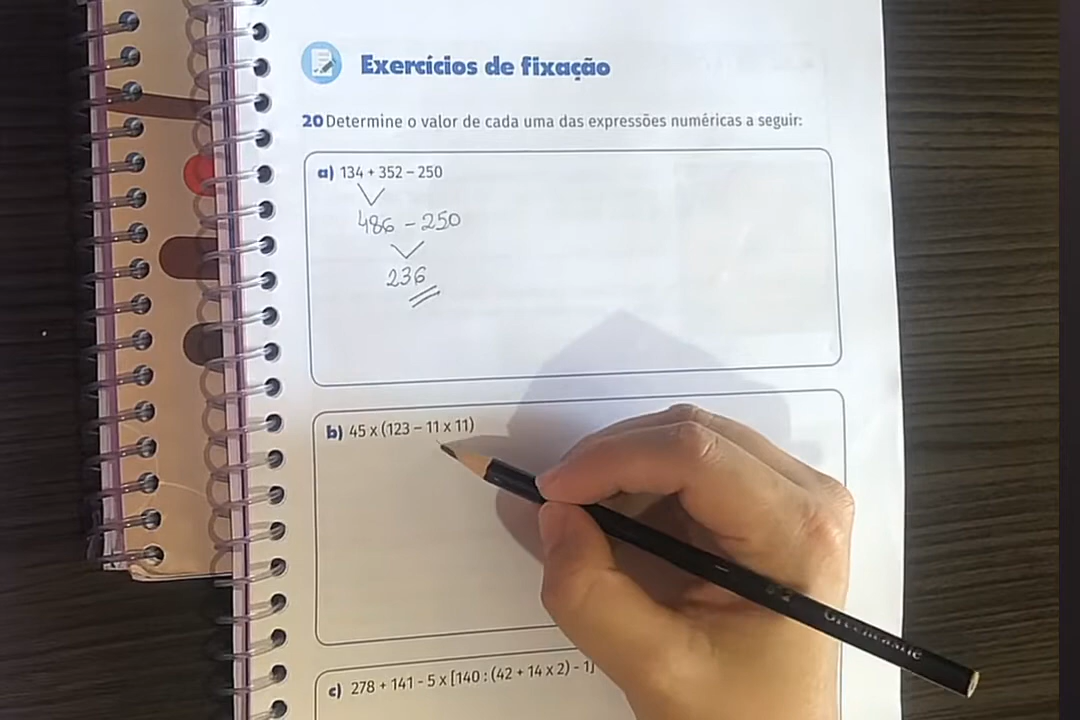 Exercícios de fixação
20 Determine o valor de cada uma das expressões numéricas a seguir:
a) 134 + 352 – 250
486 – 250
236
b) 45 x (123 – 11 x 11)
c) 278 + 141 - 5 x [140 : (42 + 14 x 2) - 1]